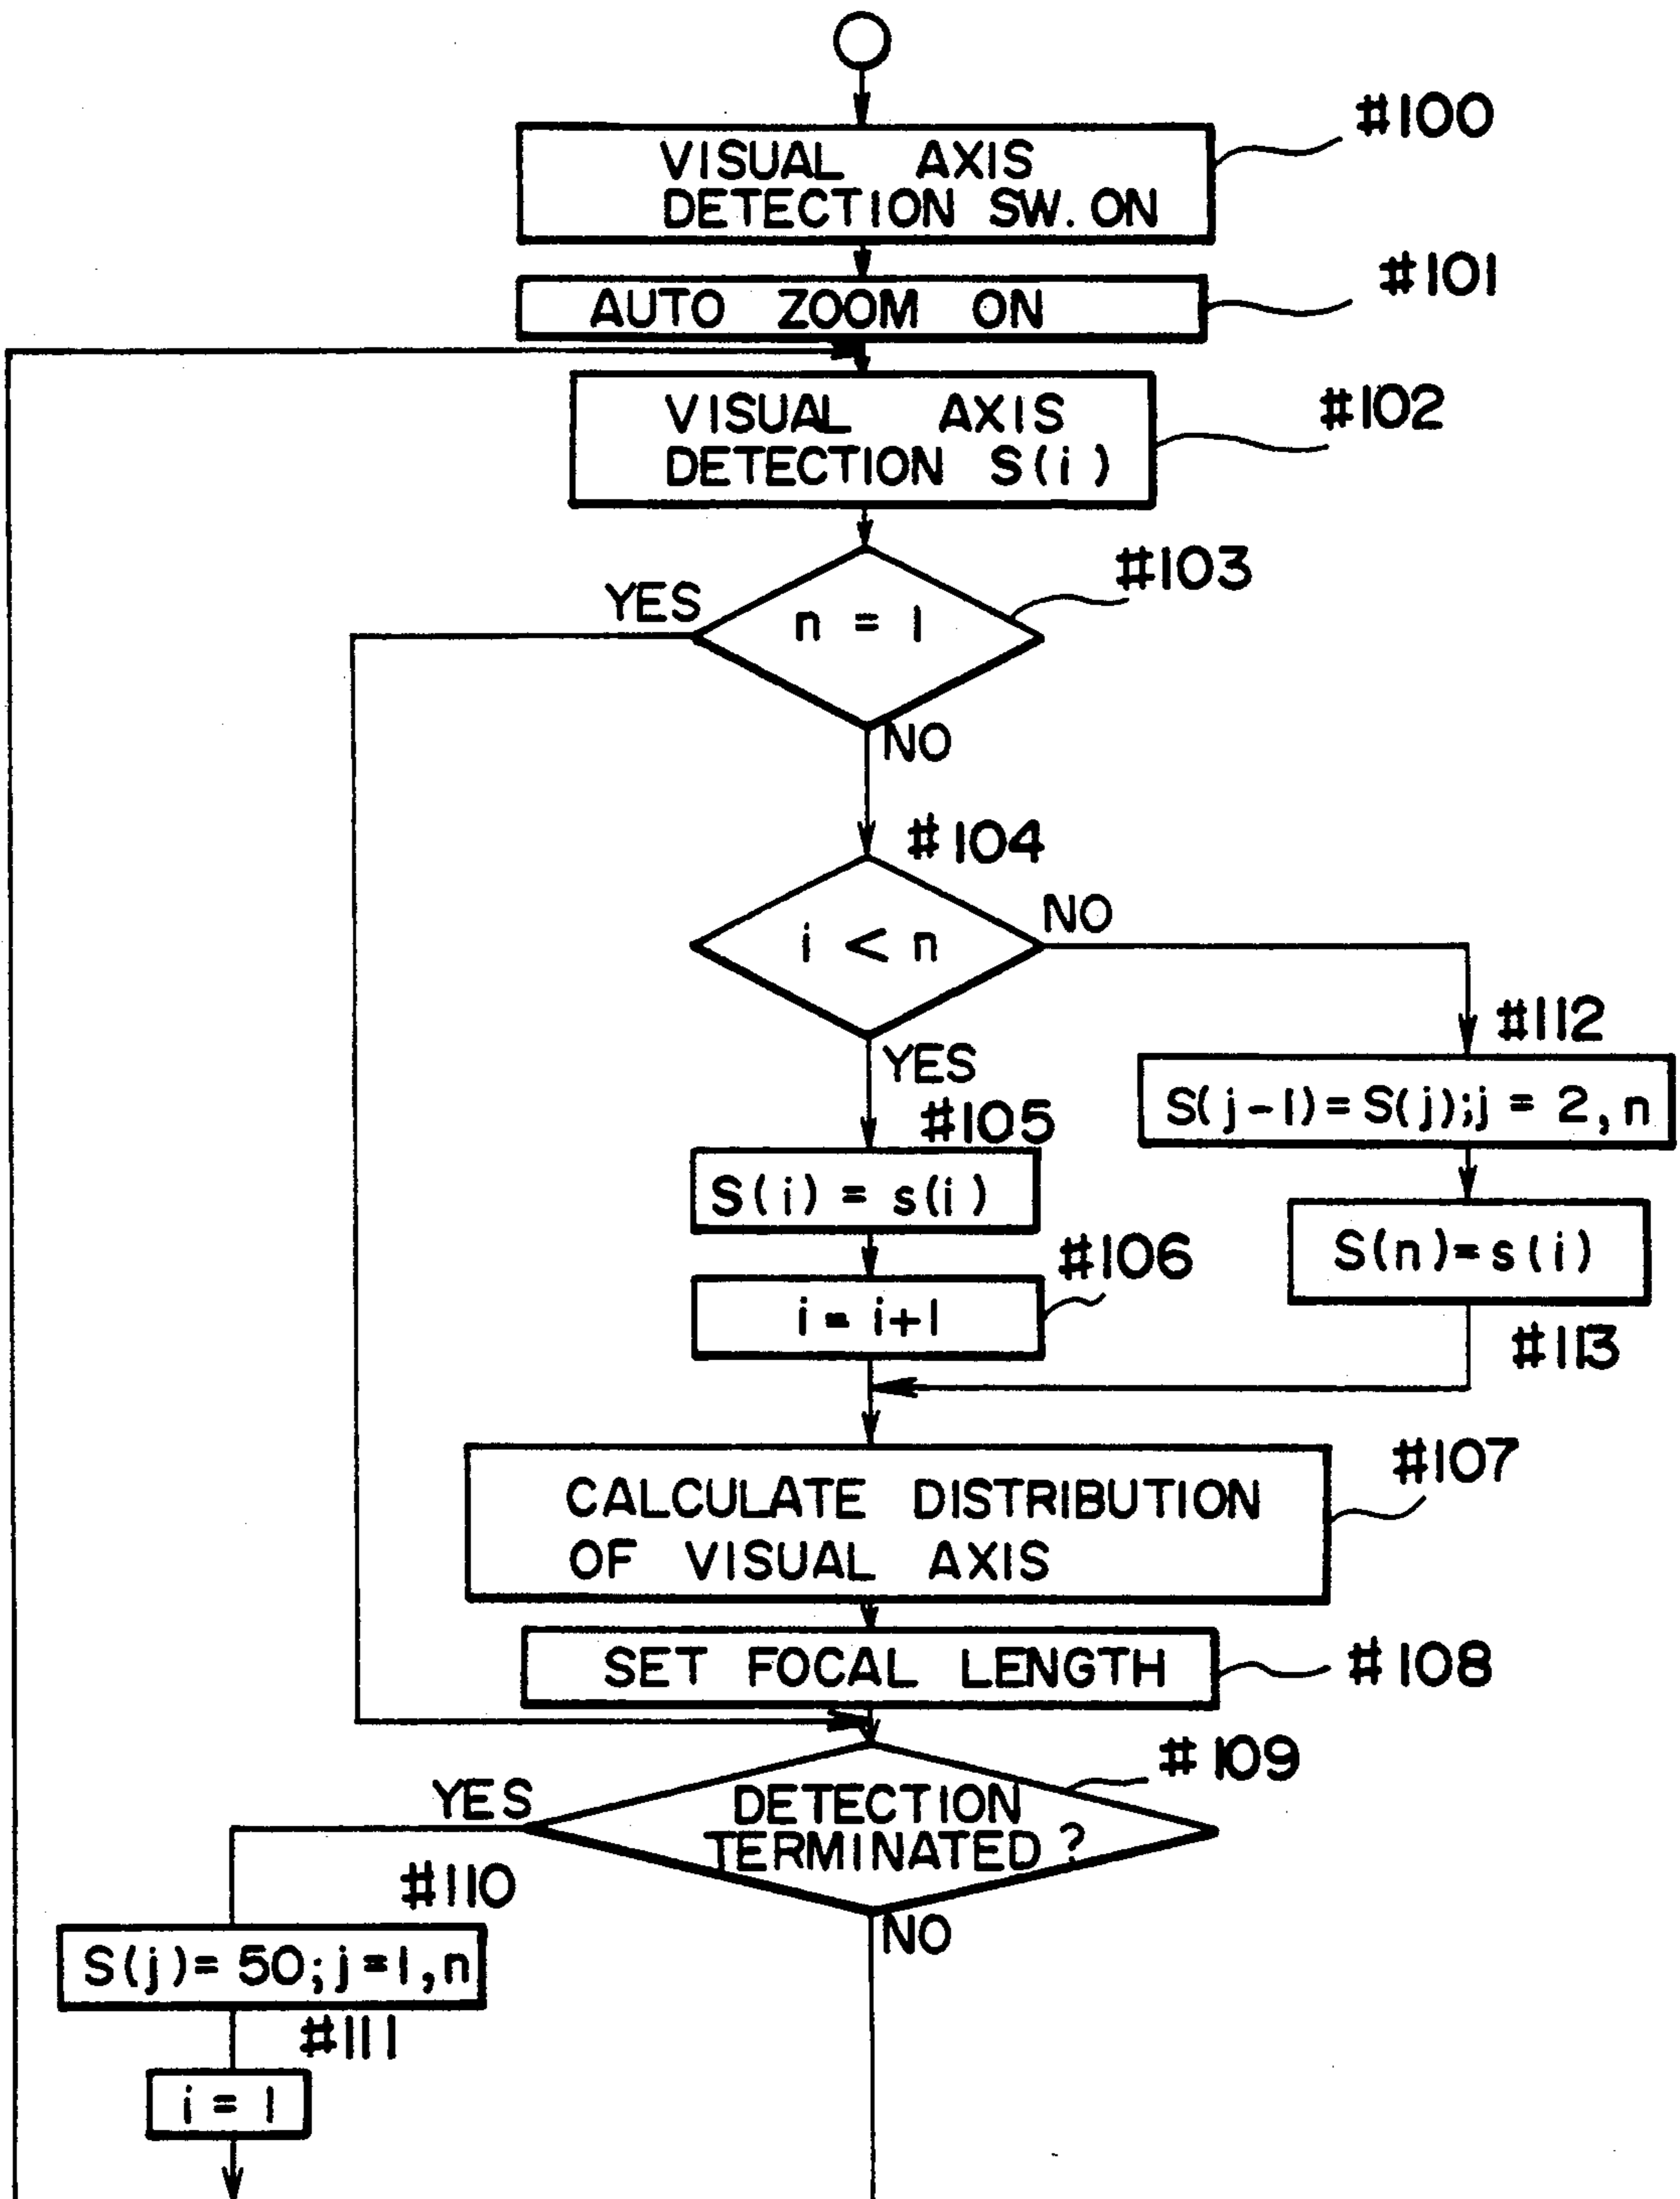 #100
VISUAL AXIS
DETECTION SW. ON
#101
AUTO ZOOM ON
#102
VISUAL AXIS
DETECTION S(i)
#103
YES
n = 1
NO
#104
NO
i < n
#112
YES
S(j-1)=S(j);j = 2,n
#105
S(i) = s(i)
S(n)=s(i)
#106
i = i+1
#113
#107
CALCULATE DISTRIBUTION
OF VISUAL AXIS
SET FOCAL LENGTH
#108
#109
YES
DETECTION
TERMINATED ?
#110
NO
S(j)= 50;j=1,n
#111
i = 1